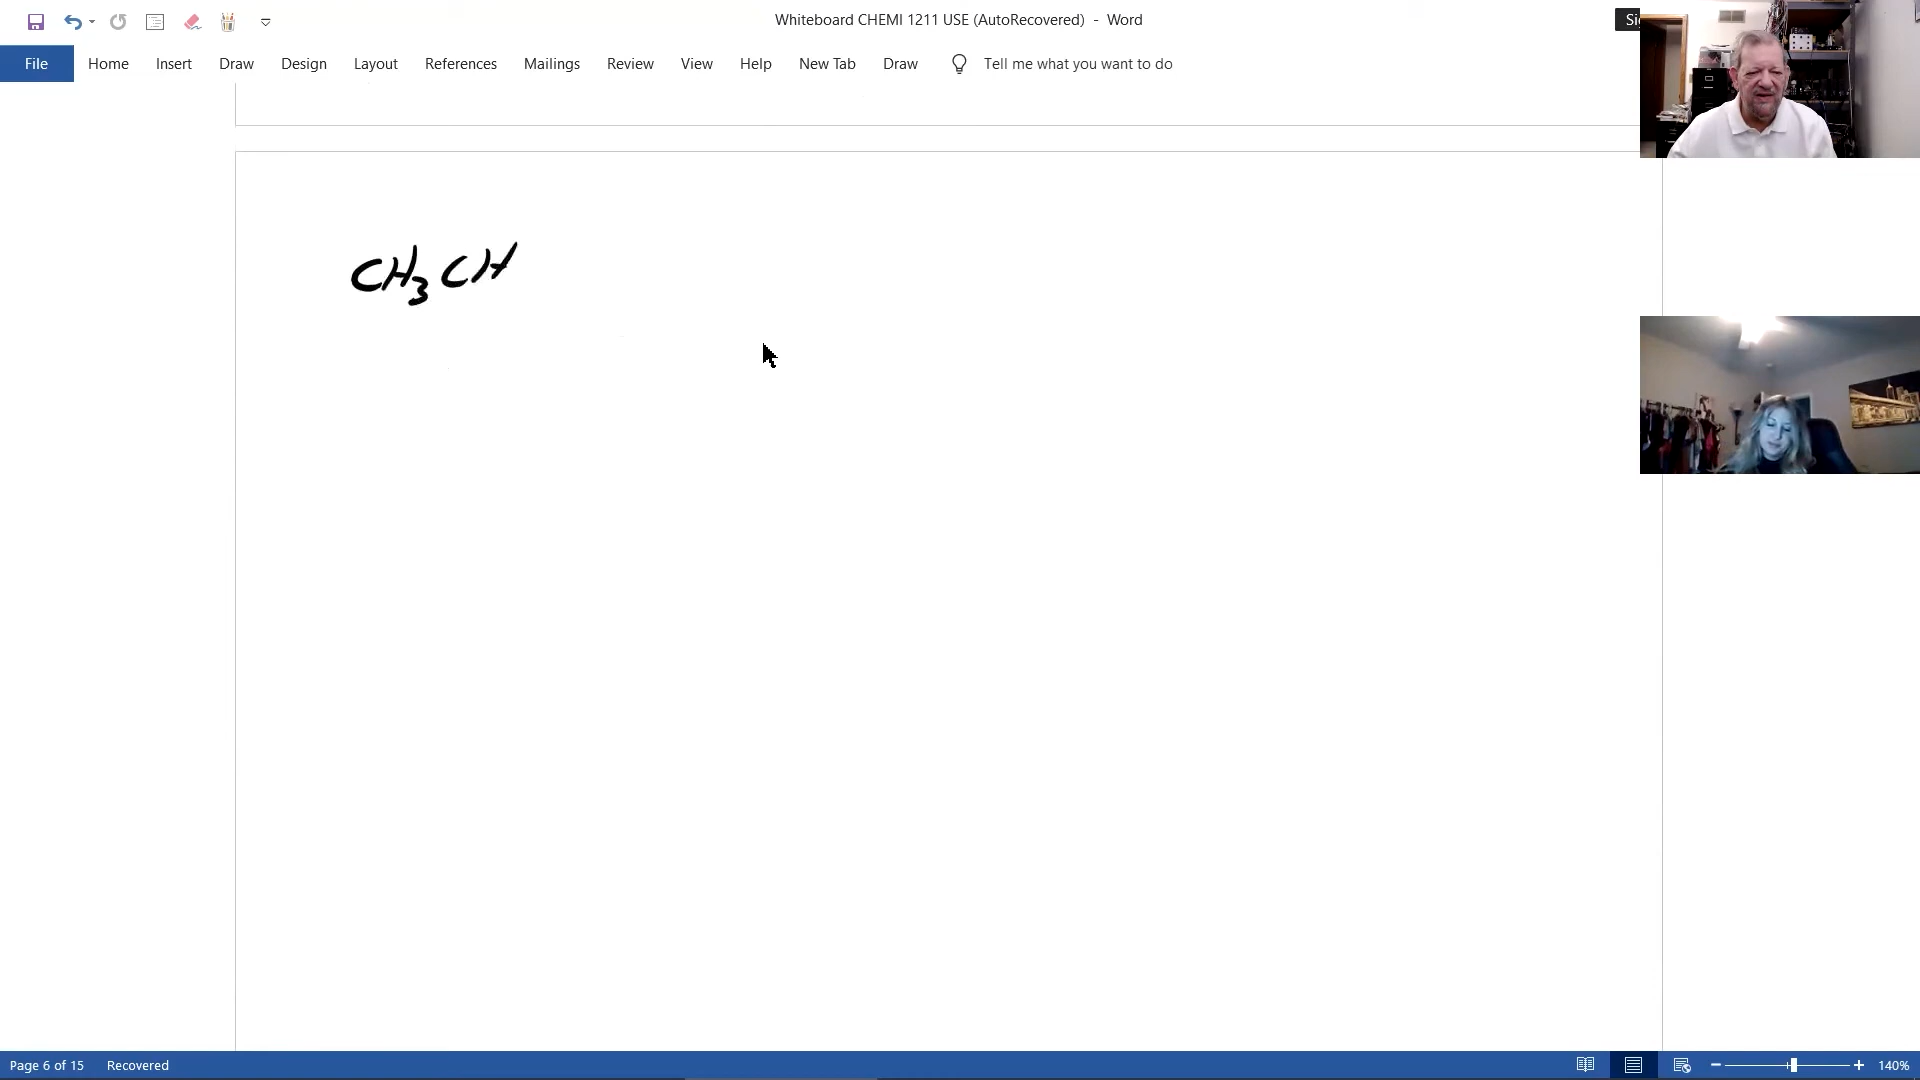 Whiteboard CHEMI 1211 USE (AutoRecovered) - Word
Si
File Home Insert Draw Design Layout References Mailings Review View Help New Tab Draw Tell me what you want to do
CH₃CH
Page 6 of 15 Recovered 140%